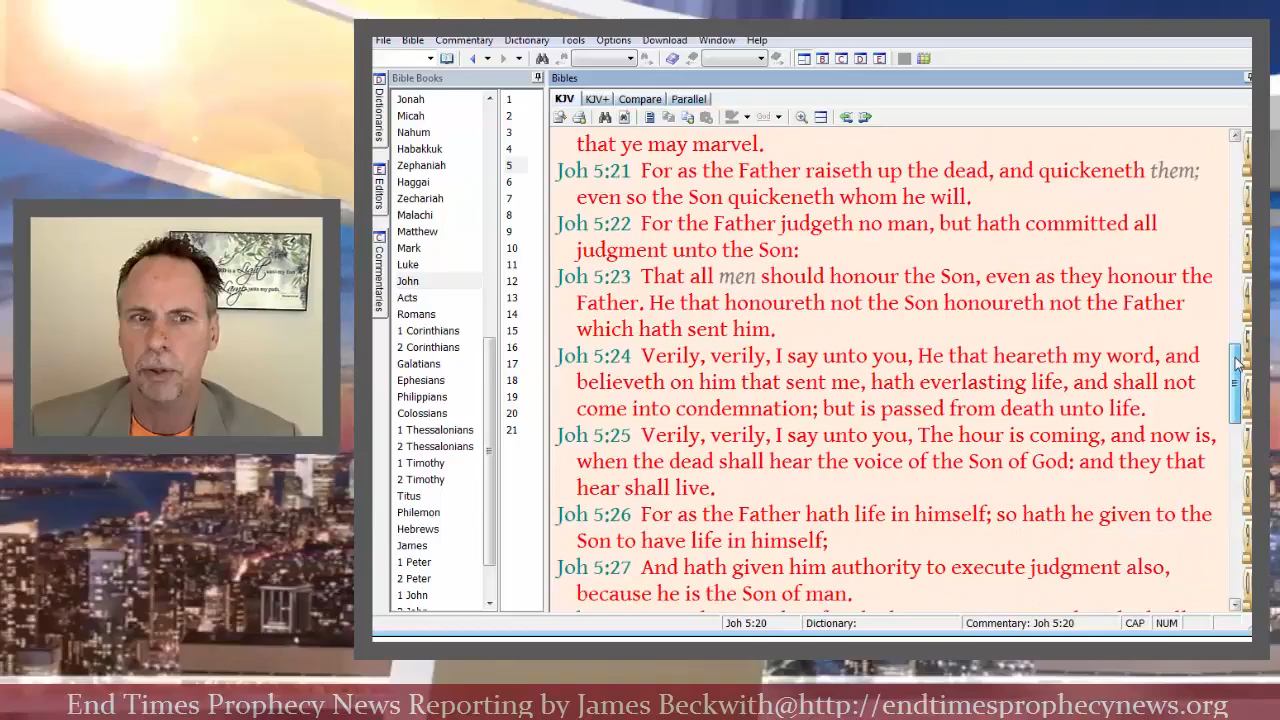 File Bible Commentary Dictionary Tools Options Download Window Help
Bible Books
Bibles
KJV KJV+ Compare Parallel
Dictionaries
Editors
Commentaries
Jonah
Micah
Nahum
Habakkuk
Zephaniah
Haggai
Zechariah
Malachi
Matthew
Mark
Luke
John
Acts
Romans
1 Corinthians
2 Corinthians
Galatians
Ephesians
Philippians
Colossians
1 Thessalonians
2 Thessalonians
1 Timothy
2 Timothy
Titus
Philemon
Hebrews
James
1 Peter
2 Peter
1 John
1
2
3
4
5
6
7
8
9
10
11
12
13
14
15
16
17
18
19
20
21
that ye may marvel.
Joh 5:21 For as the Father raiseth up the dead, and quickeneth them;
even so the Son quickeneth whom he will.
Joh 5:22 For the Father judgeth no man, but hath committed all
judgment unto the Son:
Joh 5:23 That all men should honour the Son, even as they honour the
Father. He that honoureth not the Son honoureth not the Father
which hath sent him.
Joh 5:24 Verily, verily, I say unto you, He that heareth my word, and
believeth on him that sent me, hath everlasting life, and shall not
come into condemnation; but is passed from death unto life.
Joh 5:25 Verily, verily, I say unto you, The hour is coming, and now is,
when the dead shall hear the voice of the Son of God: and they that
hear shall live.
Joh 5:26 For as the Father hath life in himself; so hath he given to the
Son to have life in himself;
Joh 5:27 And hath given him authority to execute judgment also,
because he is the Son of man.
Joh 5:20 Dictionary: Commentary: Joh 5:20 CAP NUM
End Times Prophecy News Reporting by James Beckwith@http://endtimesprophecynews.org